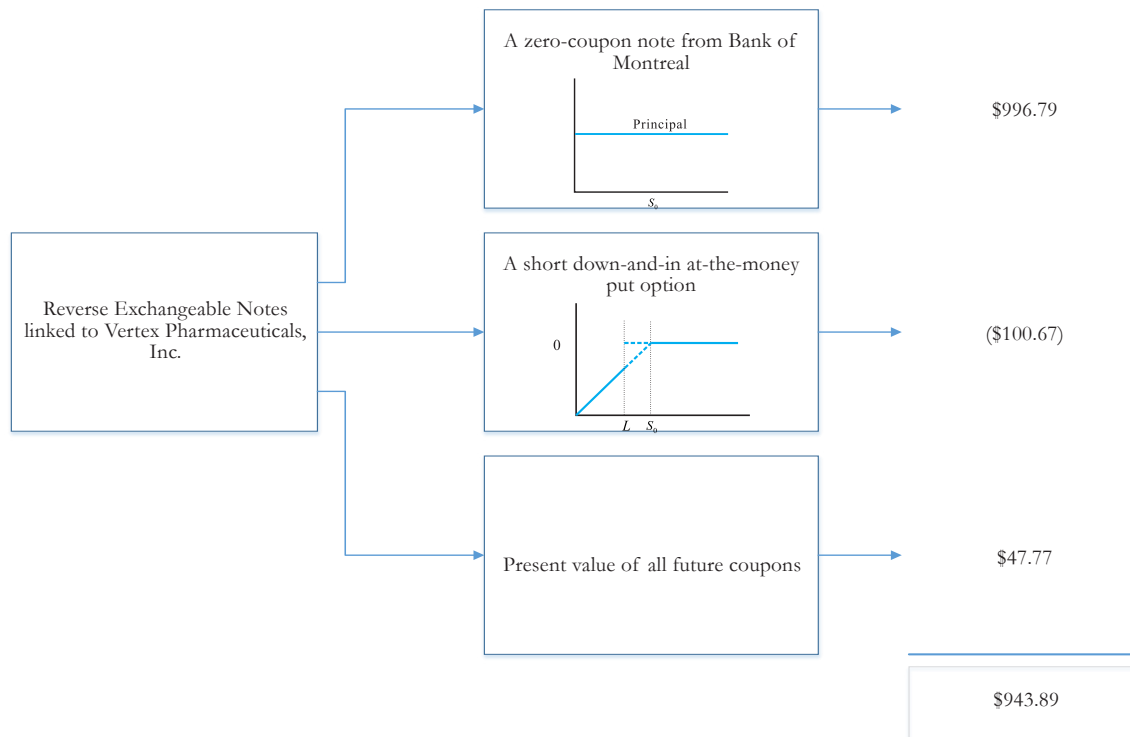 A zero-coupon note from Bank of
Montreal
Principal
S₀
$996.79
Reverse Exchangeable Notes
linked to Vertex Pharmaceuticals,
Inc.
A short down-and-in at-the-money
put option
0
L S₀
($100.67)
Present value of all future coupons
$47.77
$943.89